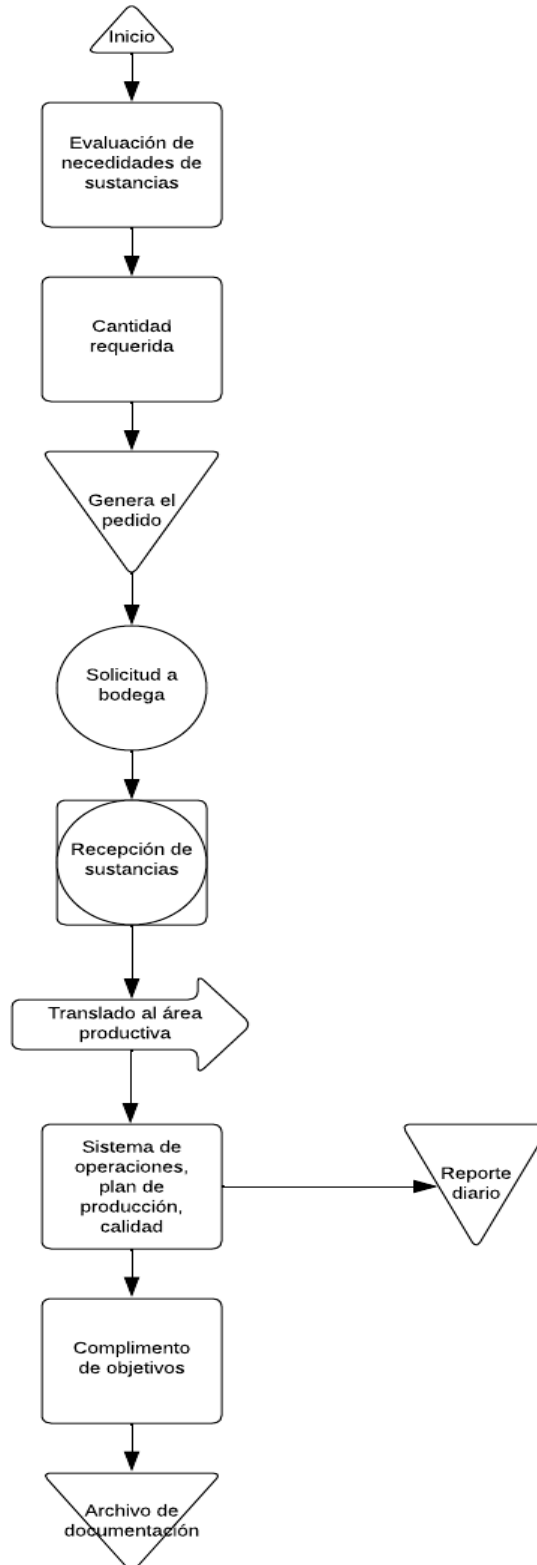 Inicio
Evaluación de
necedidades de
sustancias
Cantidad
requerida
Genera el
pedido
Solicitud a
bodega
Recepción de
sustancias
Translado al área
productiva
Sistema de
operaciones,
plan de
producción,
calidad
Reporte
diario
Complimento
de objetivos
Archivo de
documentación